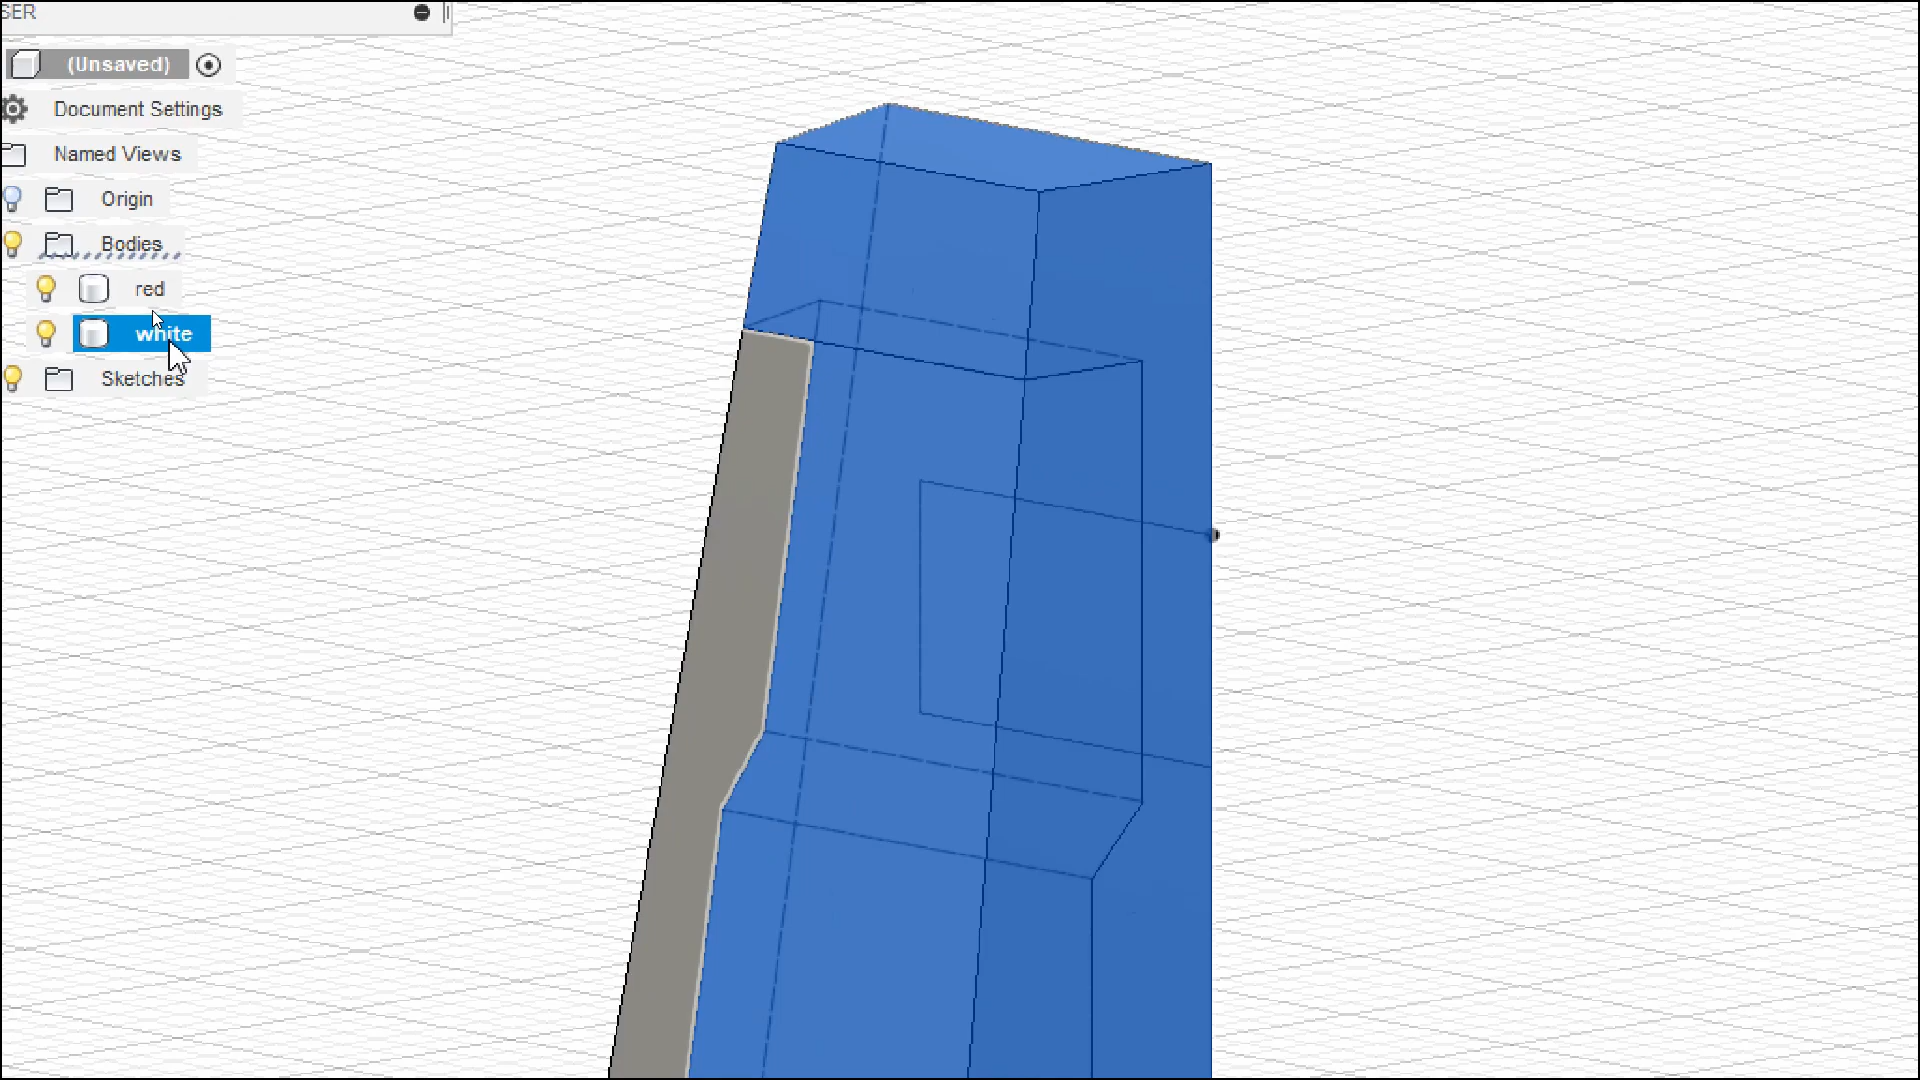 SER
(Unsaved)
Document Settings
Named Views
Origin
Bodies
red
white
Sketches